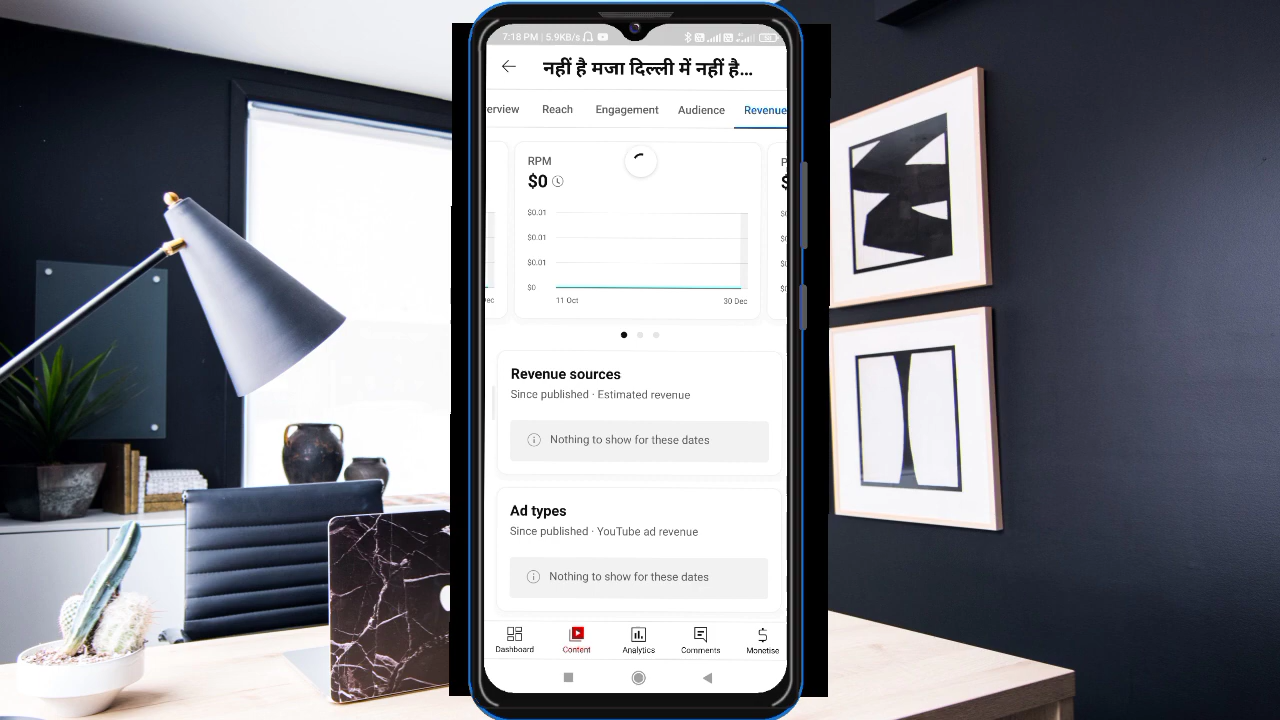 7:18 PM | 5.9KB/s
नहीं है मजा दिल्ली में नहीं है...
erview Reach Engagement Audience Revenue
RPM
$0
$0.01
$0.01
$0.01
$0
11 Oct 30 Dec
Revenue sources
Since published · Estimated revenue
Nothing to show for these dates
Ad types
Since published · YouTube ad revenue
Nothing to show for these dates
Dashboard Content Analytics Comments Monetise